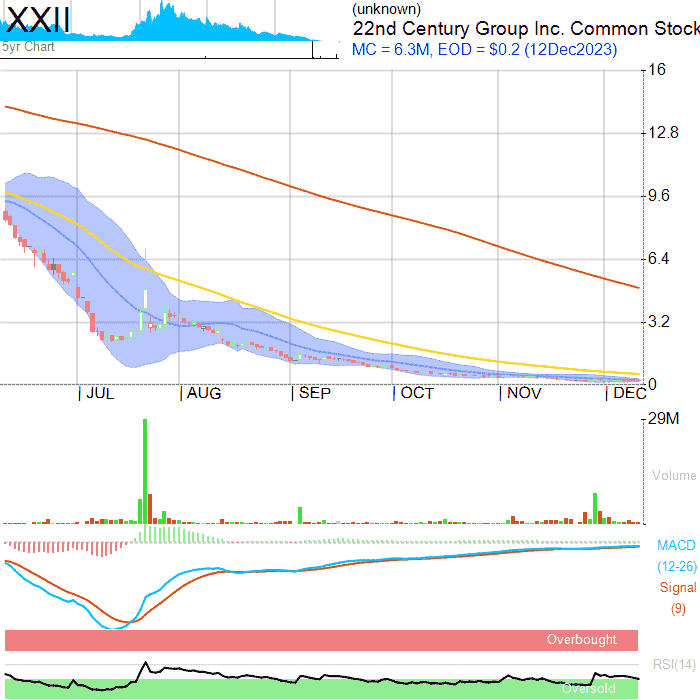 XXII
5yr Chart
(unknown)
22nd Century Group Inc. Common Stock
MC = 6.3M, EOD = $0.2 (12Dec2023)
16
12.8
9.6
6.4
3.2
0
JUL
AUG
SEP
OCT
NOV
DEC
29M
Volume
MACD
(12-26)
Signal
(9)
Overbought
RSI(14)
Oversold